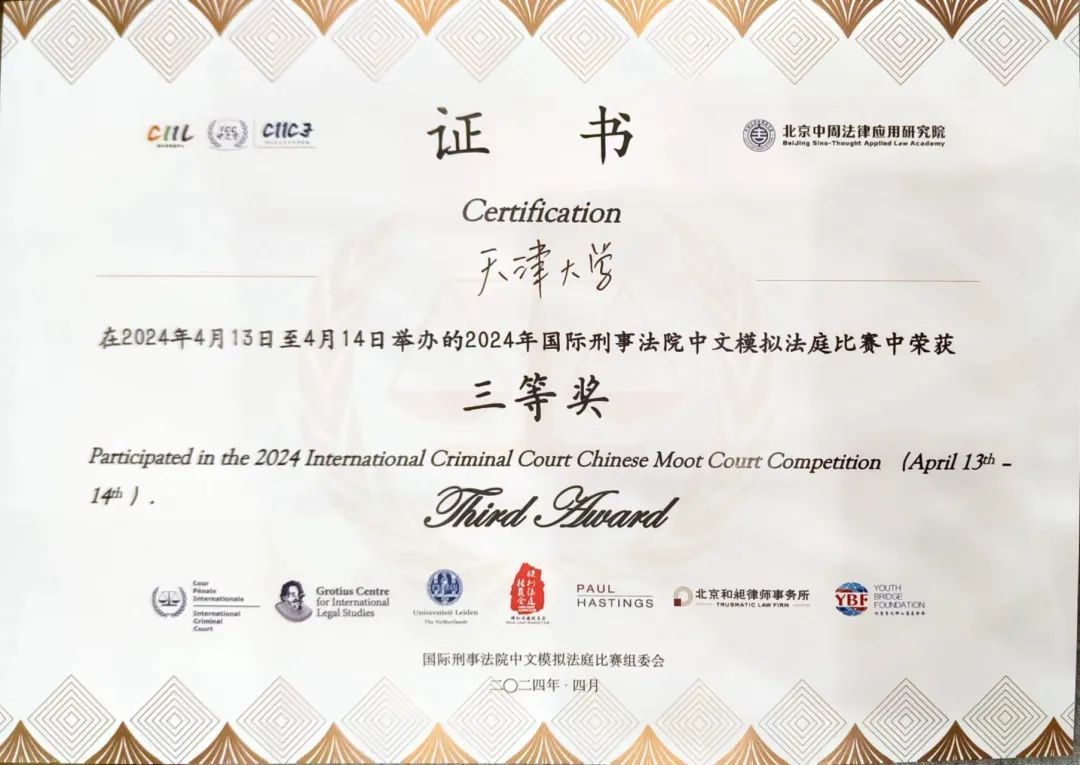 CIIL
ICC
CIICJ
证 书
北京中周法律应用研究院
BeiJing Sino-Thought Applied Law Academy
Certification
天津大学
在2024年4月13日至4月14日举办的2024年国际刑事法院中文模拟法庭比赛中荣获
三等奖
Participated in the 2024 International Criminal Court Chinese Moot Court Competition （April 13th –
14th ）.
Third Award
Cour
Pénale
Internationale
International
Criminal
Court
Grotius Centre
for International
Legal Studies
Universiteit Leiden
The Netherlands
PAUL
HASTINGS
北京和昶律师事务所
TRUSMATIC LAW FIRM
YBF
YOUTH
BRIDGE
FOUNDATION
国际刑事法院中文模拟法庭比赛组委会
二〇二四年·四月